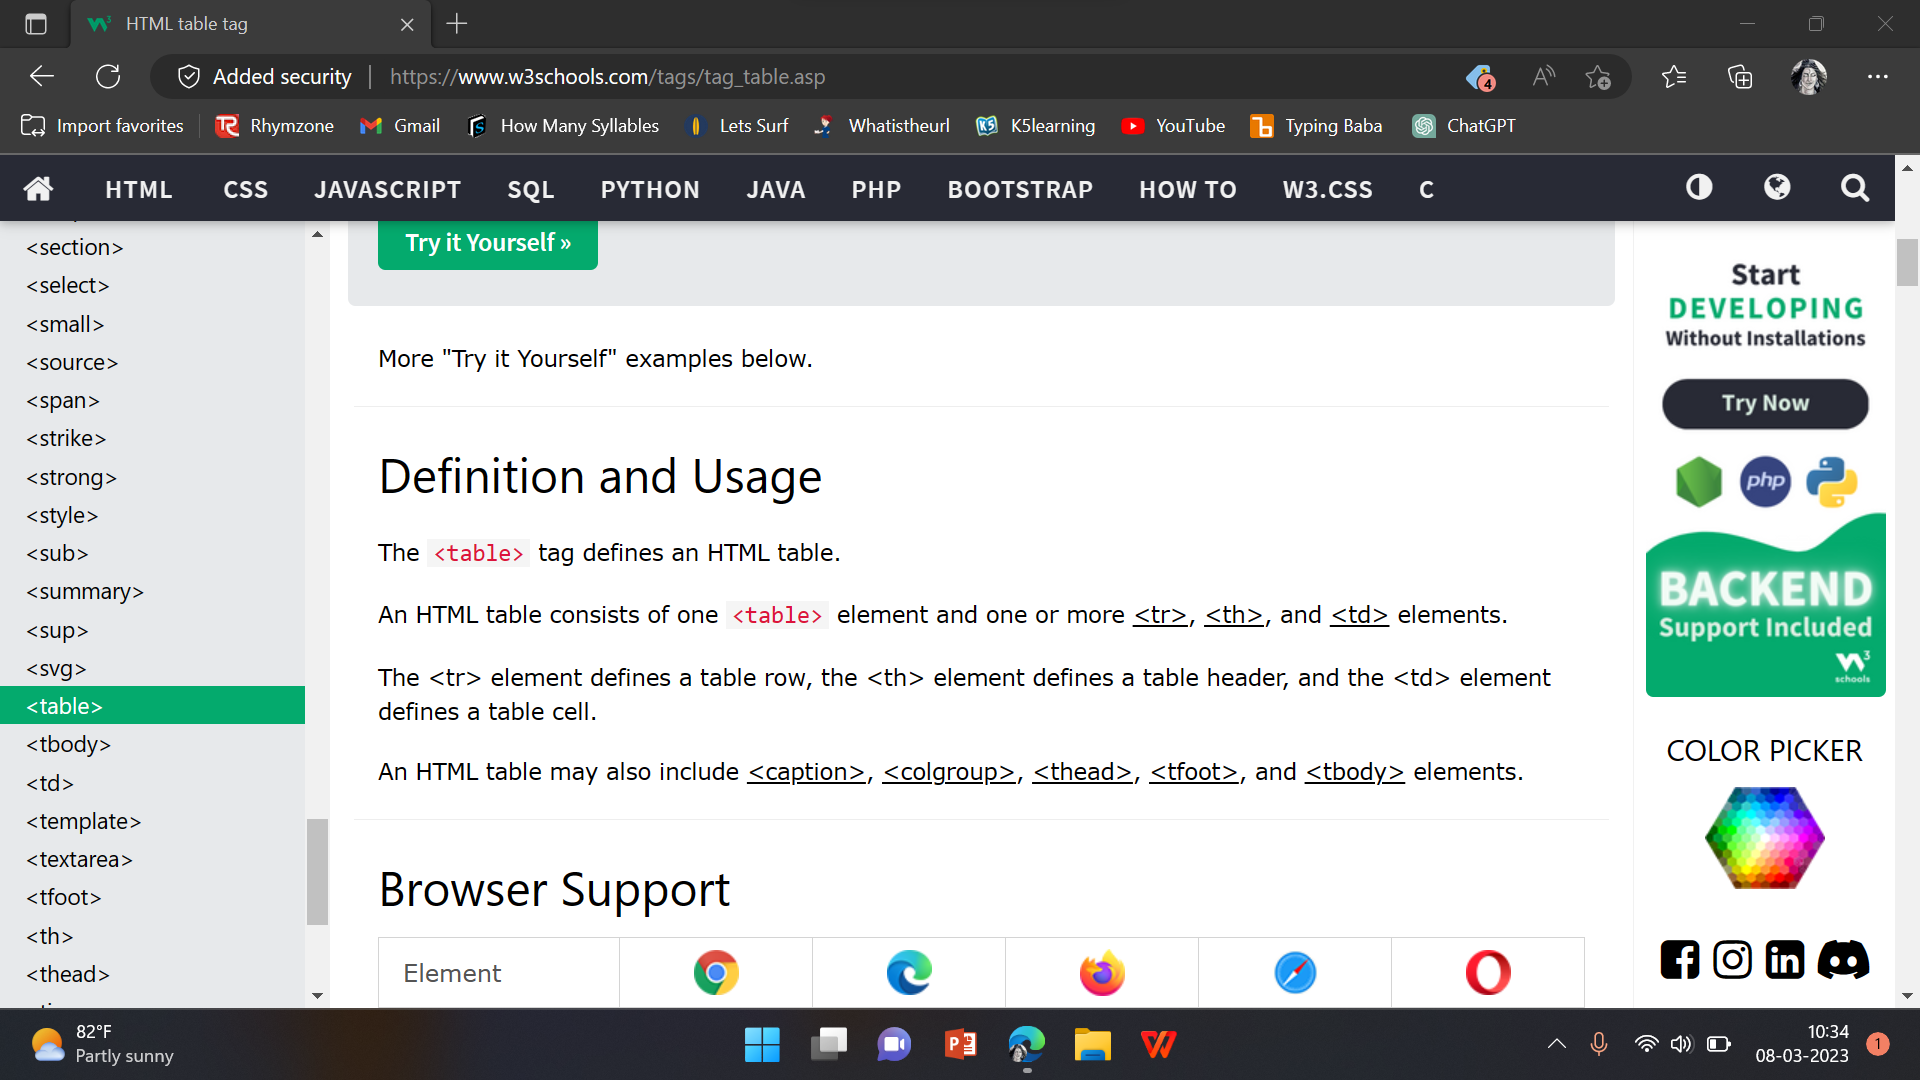 HTML table tag
Added security
https://www.w3schools.com/tags/tag_table.asp
4
Import favorites
Rhymzone
Gmail
How Many Syllables
Lets Surf
Whatistheurl
K5learning
YouTube
Typing Baba
ChatGPT
HTML
CSS
JAVASCRIPT
SQL
PYTHON
JAVA
PHP
BOOTSTRAP
HOW TO
W3.CSS
C
<section>
<select>
<small>
<source>
<span>
<strike>
<strong>
<style>
<sub>
<summary>
<sup>
<svg>
<table>
<tbody>
<td>
<template>
<textarea>
<tfoot>
<th>
<thead>
Try it Yourself »
More "Try it Yourself" examples below.
Definition and Usage
The <table> tag defines an HTML table.
An HTML table consists of one <table> element and one or more <tr>, <th>, and <td> elements.
The <tr> element defines a table row, the <th> element defines a table header, and the <td> element
defines a table cell.
An HTML table may also include <caption>, <colgroup>, <thead>, <tfoot>, and <tbody> elements.
Browser Support
Element
Start
DEVELOPING
Without Installations
Try Now
php
BACKEND
Support Included
schools
COLOR PICKER
82°F
Partly sunny
10:34
08-03-2023
1